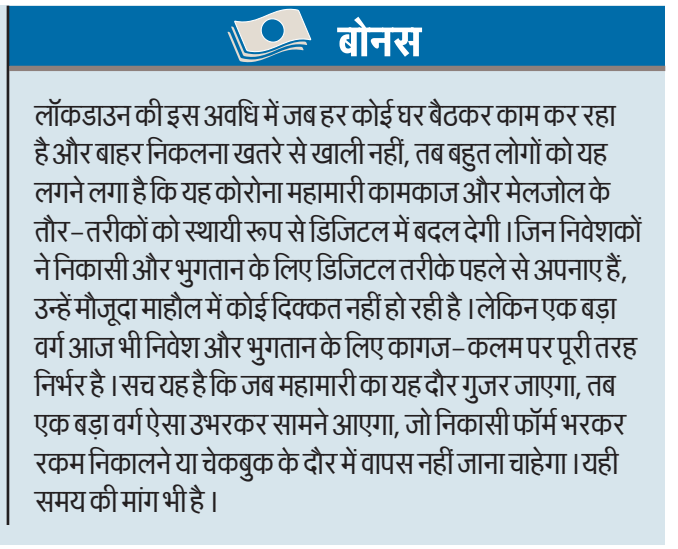 बोनस
लॉकडाउन की इस अवधि में जब हर कोई घर बैठकर काम कर रहा
है और बाहर निकलना खतरे से खाली नहीं, तब बहुत लोगों को यह
लगने लगा है कि यह कोरोना महामारी कामकाज और मेलजोल के
तौर-तरीकों को स्थायी रूप से डिजिटल में बदल देगी। जिन निवेशकों
ने निकासी और भुगतान के लिए डिजिटल तरीके पहले से अपनाए हैं,
उन्हें मौजूदा माहौल में कोई दिक्कत नहीं हो रही है। लेकिन एक बड़ा
वर्ग आज भी निवेश और भुगतान के लिए कागज-कलम पर पूरी तरह
निर्भर है। सच यह है कि जब महामारी का यह दौर गुजर जाएगा, तब
एक बड़ा वर्ग ऐसा उभरकर सामने आएगा, जो निकासी फॉर्म भरकर
रकम निकालने या चेकबुक के दौर में वापस नहीं जाना चाहेगा। यही
समय की मांग भी है।